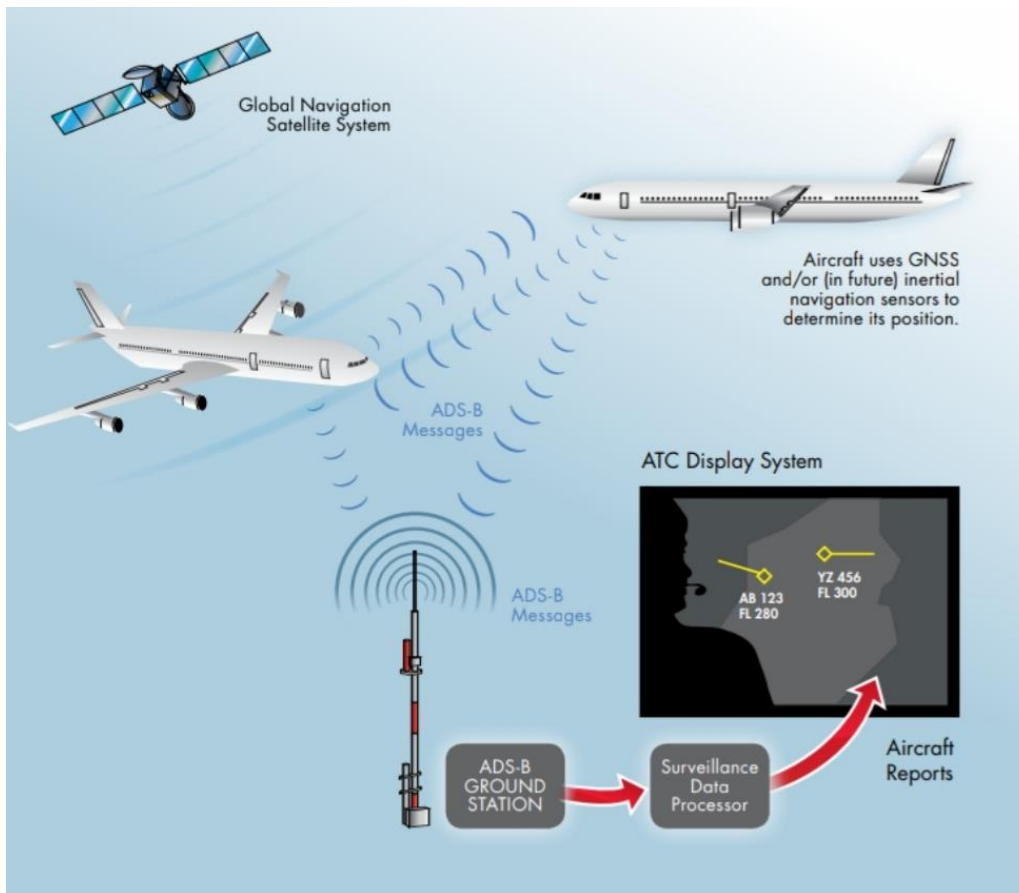 Global Navigation
Satellite System
Aircraft uses GNSS
and/or (in future) inertial
navigation sensors to
determine its position.
ADS-B
Messages
ATC Display System
AB 123
FL 280
YZ 456
FL 300
ADS-B
Messages
ADS-B
GROUND
STATION
Surveillance
Data
Processor
Aircraft
Reports